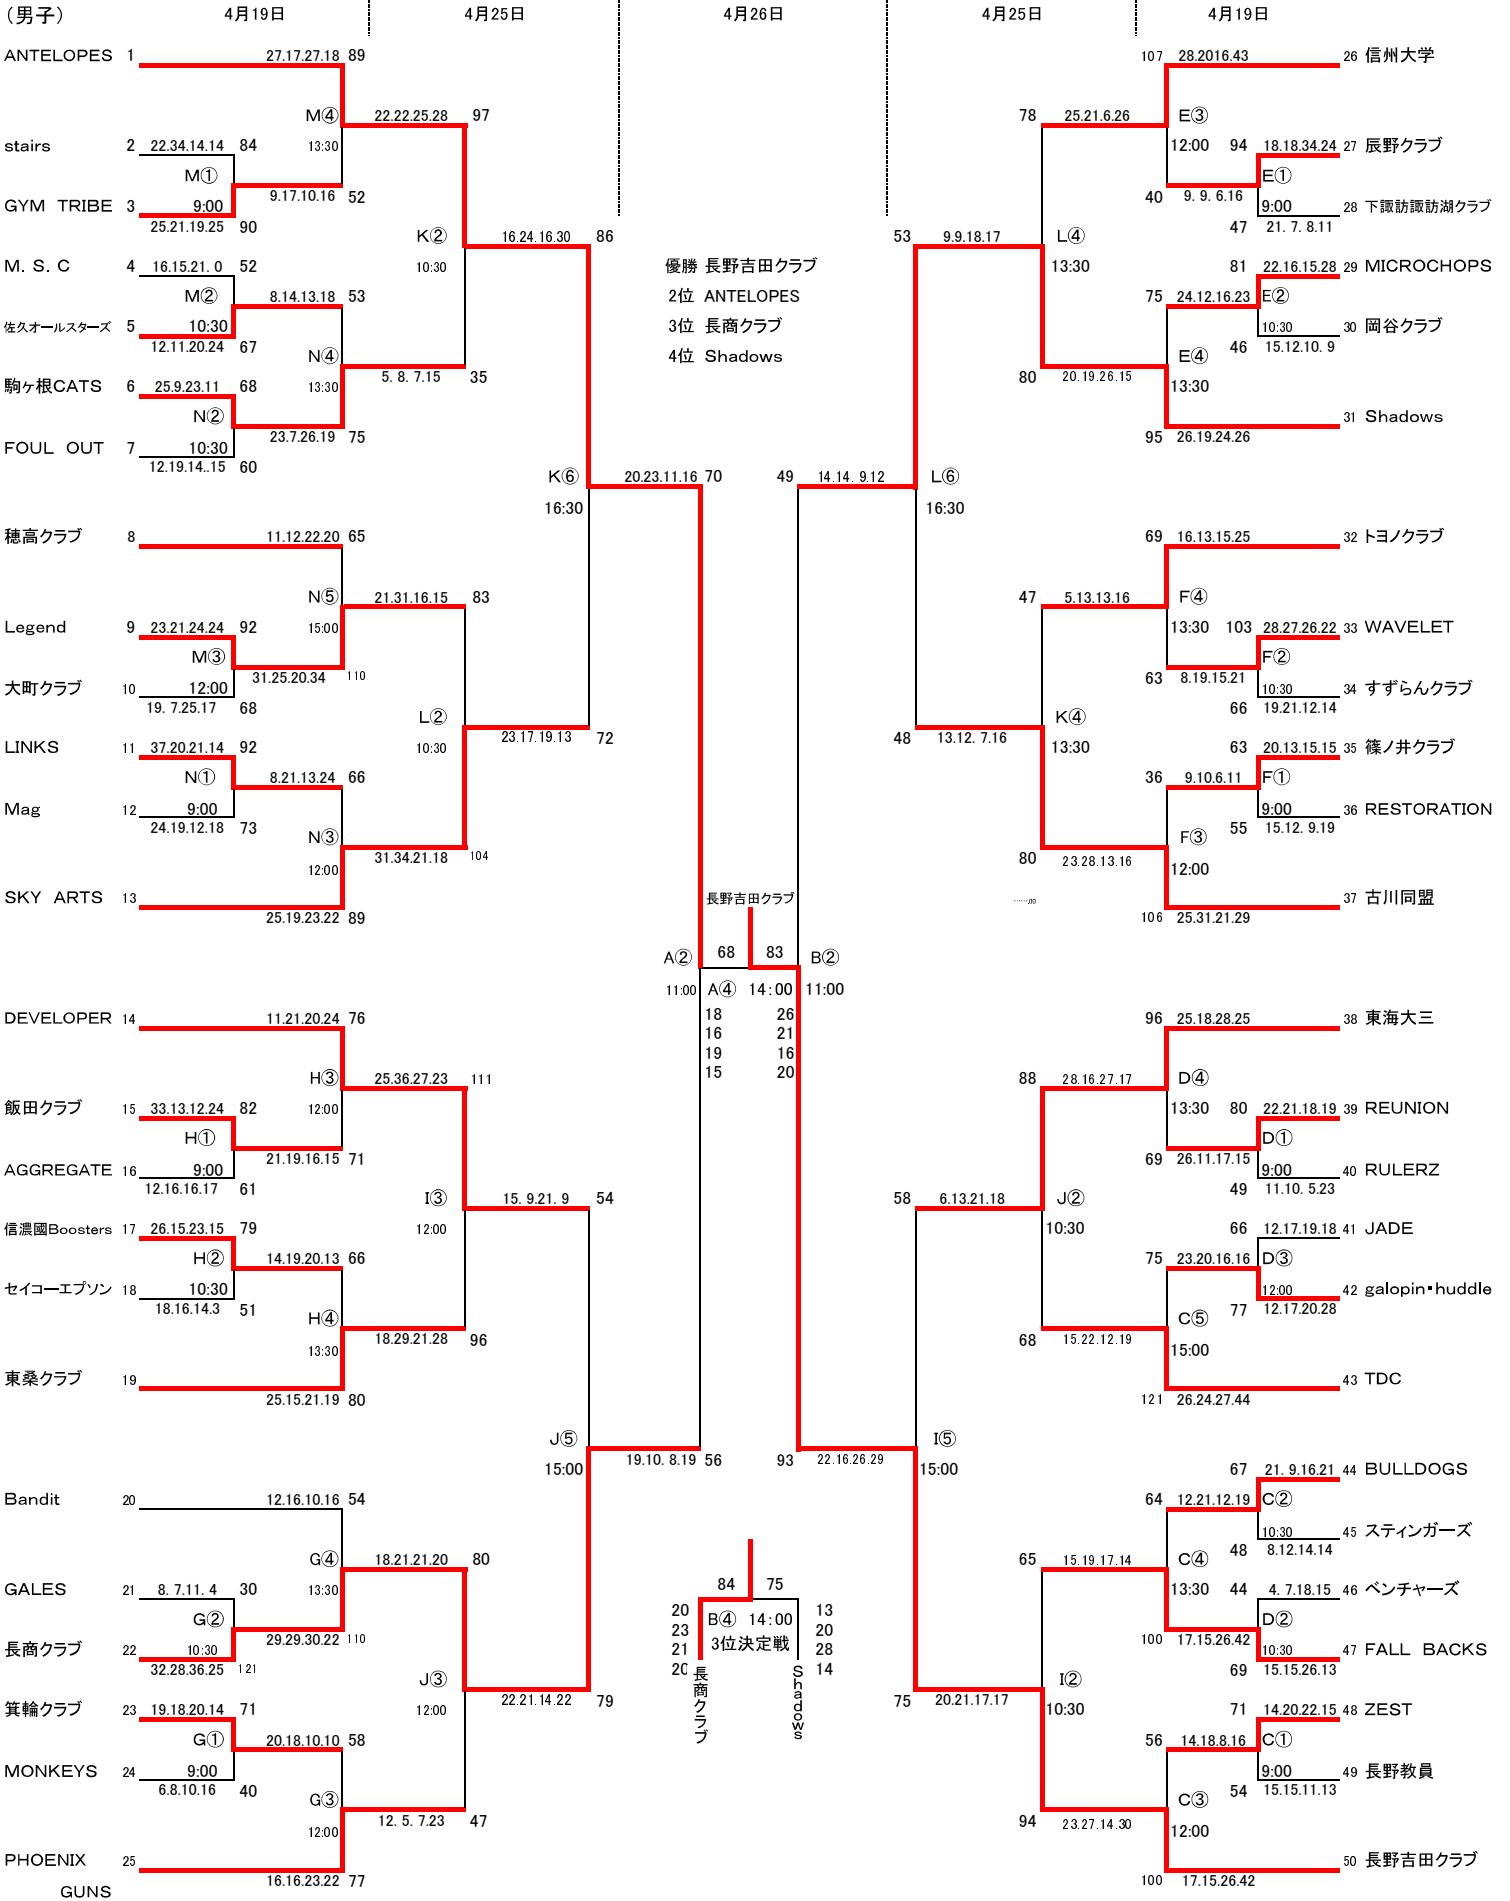 （男子） 4月19日 4月25日 4月26日 4月25日 4月19日
ANTELOPES 1 27.17.27.18 89
M④ 22.22.25.28 97
stairs 2 22.34.14.14 84 13:30
M①
GYM TRIBE 3 9:00 9.17.10.16 52
25.21.19.25 90
K② 16.24.16.30 86
M. S. C 4 16.15.21. 0 52 10:30
M② 8.14.13.18 53
佐久オールスターズ 5 10:30
12.11.20.24 67
N④ 5. 8. 7.15 35
駒ヶ根CATS 6 25.9.23.11 68 13:30
N②
FOUL OUT 7 10:30 23.7.26.19 75
12.19.14..15 60
K⑥ 20.23.11.16 70
16:30
穂高クラブ 8 11.12.22.20 65
N⑤ 21.31.16.15 83
Legend 9 23.21.24.24 92 15:00
M③
大町クラブ 10 12:00 31.25.20.34 110
19. 7.25.17 68
L② 23.17.19.13 72
LINKS 11 37.20.21.14 92 10:30
N① 8.21.13.24 66
Mag 12 9:00
24.19.12.18 73
N③ 31.34.21.18 104
12:00
SKY ARTS 13 25.19.23.22 89
DEVELOPER 14 11.21.20.24 76
H③ 25.36.27.23 111
飯田クラブ 15 33.13.12.24 82 12:00
H①
AGGREGATE 16 9:00 21.19.16.15 71
12.16.16.17 61
I③ 15. 9.21. 9 54
信濃國Boosters 17 26.15.23.15 79 12:00
H② 14.19.20.13 66
セイコーエプソン 18 10:30
18.16.14.3 51
H④ 18.29.21.28 96
13:30
東桑クラブ 19 25.15.21.19 80
J⑤ 19.10. 8.19 56
15:00
Bandit 20 12.16.10.16 54
G④ 18.21.21.20 80
GALES 21 8. 7.11. 4 30 13:30
G②
長商クラブ 22 10:30 29.29.30.22 110
32.28.36.25 121
J③ 22.21.14.22 79
箕輪クラブ 23 19.18.20.14 71 12:00
G① 20.18.10.10 58
MONKEYS 24 9:00
6.8.10.16 40
G③ 12. 5. 7.23 47
12:00
PHOENIX 25 16.16.23.22 77
GUNS
優勝 長野吉田クラブ
2位 ANTELOPES
3位 長商クラブ
4位 Shadows
長野吉田クラブ
A② 68 83 B②
11:00 A④ 14:00 11:00
18 26
16 21
19 16
15 20
84 75
20 B④ 14:00 13
23 3位決定戦 20
21 28
20 14
長商クラブ
Shadows
107 28.2016.43 26 信州大学
78 25.21.6.26 E③
12:00 94 18.18.34.24 27 辰野クラブ
E①
40 9. 9. 6.16 9:00 28 下諏訪諏訪湖クラブ
47 21. 7. 8.11
53 9.9.18.17 L④
13:30 81 22.16.15.28 29 MICROCHOPS
75 24.12.16.23 E②
10:30 30 岡谷クラブ
46 15.12.10. 9
80 20.19.26.15 E④
13:30
95 26.19.24.26 31 Shadows
49 14.14. 9.12 L⑥
16:30
69 16.13.15.25 32 トヨノクラブ
47 5.13.13.16 F④
13:30 103 28.27.26.22 33 WAVELET
F②
63 8.19.15.21 10:30 34 すずらんクラブ
66 19.21.12.14
48 13.12. 7.16 K④
13:30 63 20.13.15.15 35 篠ノ井クラブ
36 9.10.6.11 F①
9:00 36 RESTORATION
55 15.12. 9.19
80 23.28.13.16 F③
12:00
106 25.31.21.29 37 古川同盟
96 25.18.28.25 38 東海大三
88 28.16.27.17 D④
13:30 80 22.21.18.19 39 REUNION
D①
69 26.11.17.15 9:00 40 RULERZ
49 11.10. 5.23
58 6.13.21.18 J②
10:30 66 12.17.19.18 41 JADE
75 23.20.16.16 D③
12:00 42 galopin・huddle
77 12.17.20.28
68 15.22.12.19 C⑤
15:00
121 26.24.27.44 43 TDC
93 22.16.26.29 I⑤
15:00
67 21. 9.16.21 44 BULLDOGS
64 12.21.12.19 C②
10:30 45 スティンガーズ
48 8.12.14.14
65 15.19.17.14 C④
13:30 44 4. 7.18.15 46 ベンチャーズ
D②
100 17.15.26.42 10:30 47 FALL BACKS
69 15.15.26.13
75 20.21.17.17 I②
10:30 71 14.20.22.15 48 ZEST
56 14.18.8.16 C①
9:00 49 長野教員
54 15.15.11.13
94 23.27.14.30 C③
12:00
100 17.15.26.42 50 長野吉田クラブ